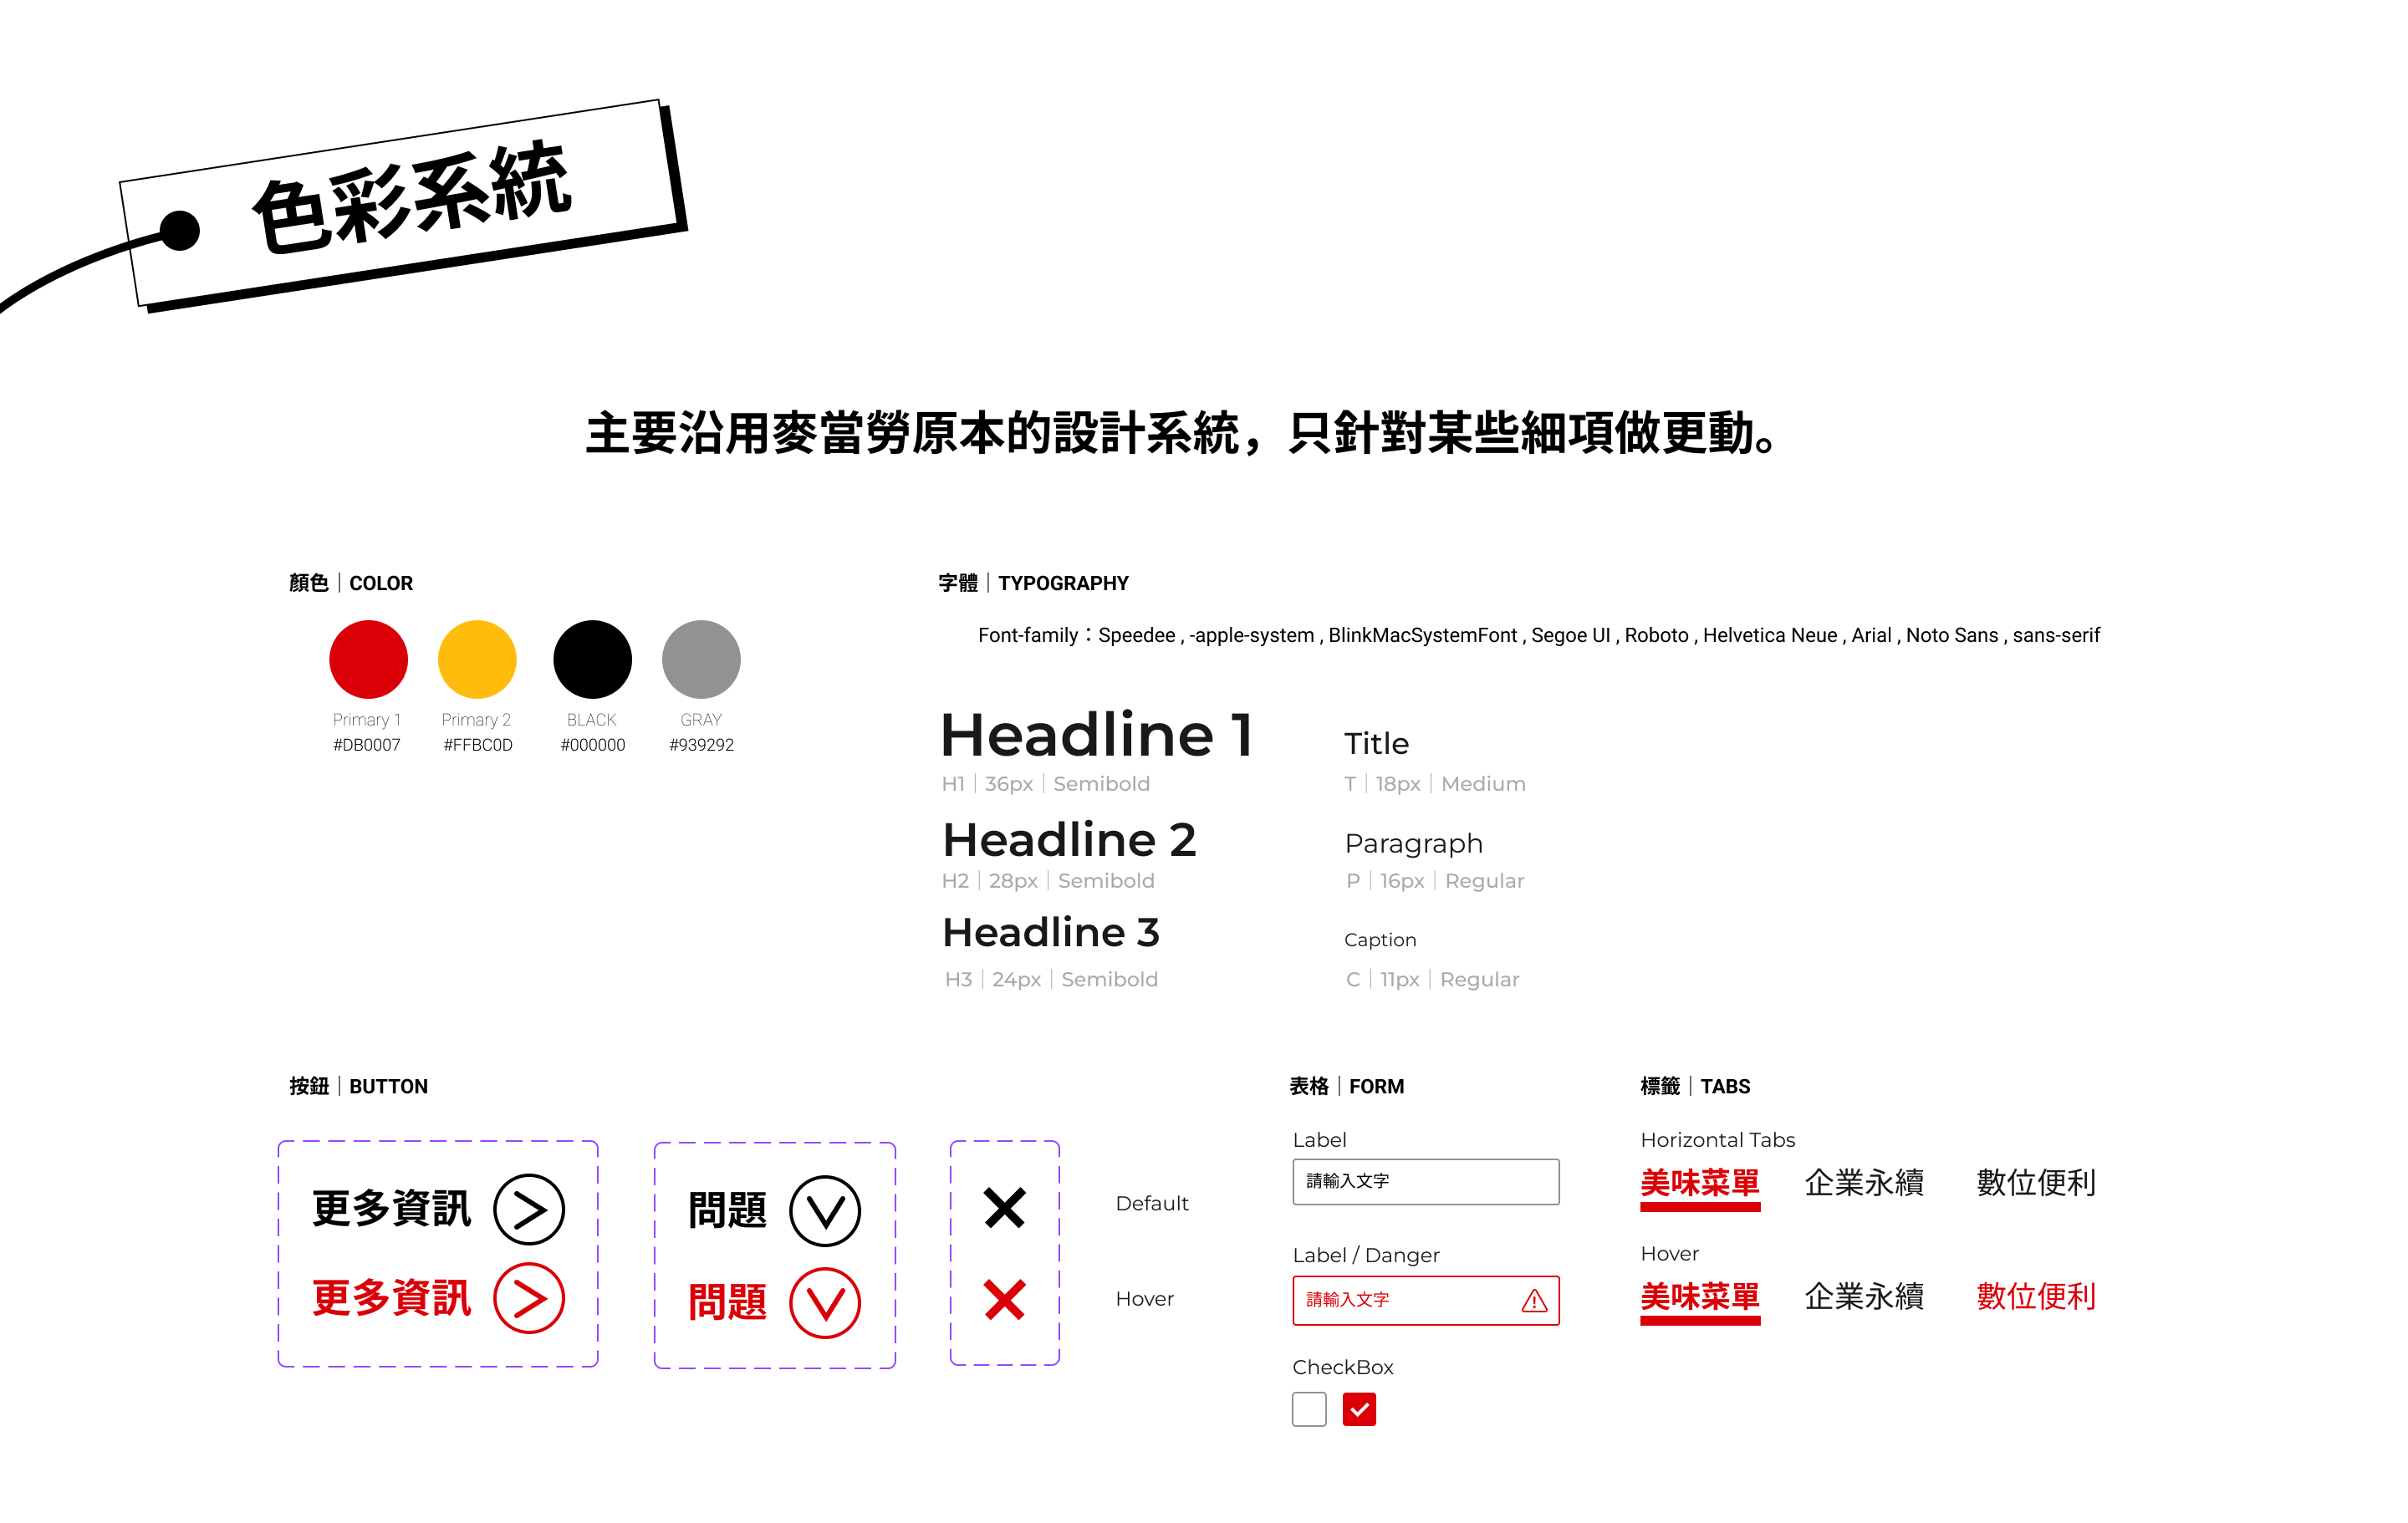 色彩系統
主要沿用麥當勞原本的設計系統，只針對某些細項做更動。
顏色｜COLOR
Primary 1
#DB0007
Primary 2
#FFBC0D
BLACK
#000000
GRAY
#939292
字體｜TYPOGRAPHY
Font-family：Speedee , -apple-system , BlinkMacSystemFont , Segoe UI , Roboto , Helvetica Neue , Arial , Noto Sans , sans-serif
Headline 1
H1｜36px｜Semibold
Headline 2
H2｜28px｜Semibold
Headline 3
H3｜24px｜Semibold
Title
T｜18px｜Medium
Paragraph
P｜16px｜Regular
Caption
C｜11px｜Regular
按鈕｜BUTTON
更多資訊
更多資訊
問題
問題
Default
Hover
表格｜FORM
Label
請輸入文字
Label / Danger
請輸入文字
CheckBox
標籤｜TABS
Horizontal Tabs
美味菜單 企業永續 數位便利
Hover
美味菜單 企業永續 數位便利